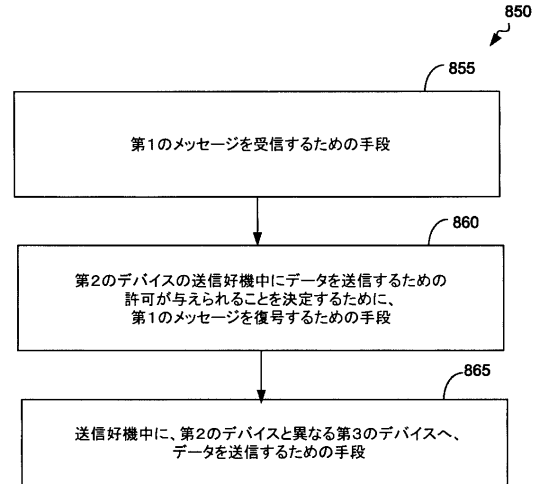 850
855
第1のメッセージを受信するための手段
860
第2のデバイスの送信好機中にデータを送信するための
許可が与えられることを決定するために、
第1のメッセージを復号するための手段
865
送信好機中に、第2のデバイスと異なる第3のデバイスへ、
データを送信するための手段